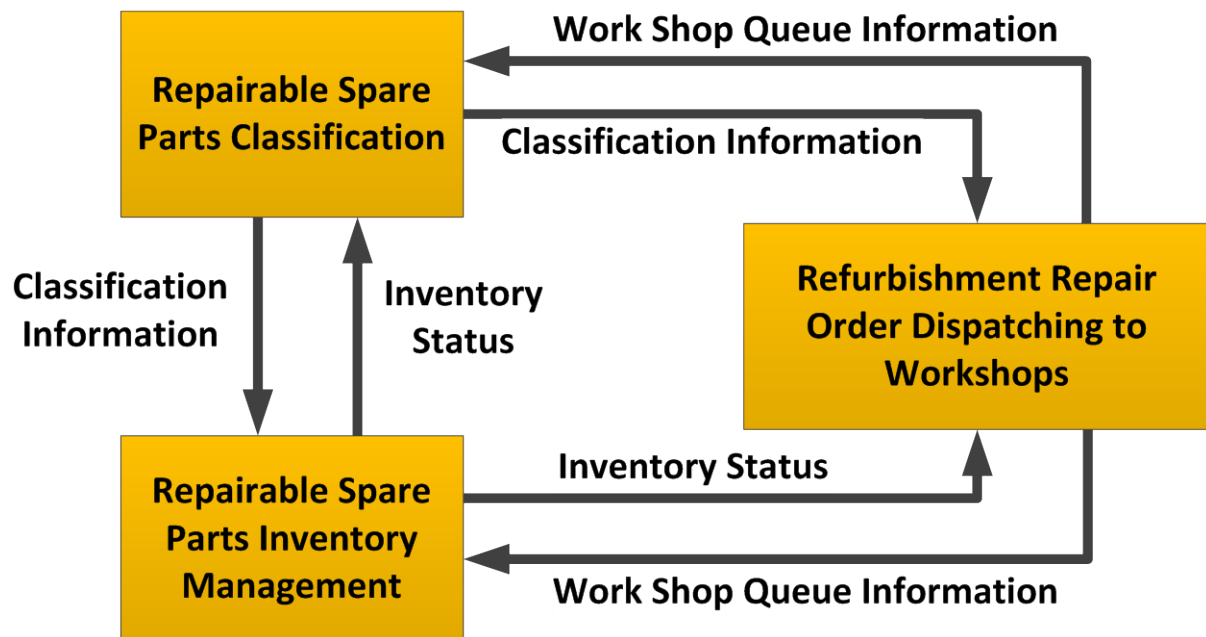 Work Shop Queue Information
Repairable Spare
Parts Classification
Classification Information
Classification
Information
Inventory
Status
Refurbishment Repair
Order Dispatching to
Workshops
Inventory Status
Repairable Spare
Parts Inventory
Management
Work Shop Queue Information